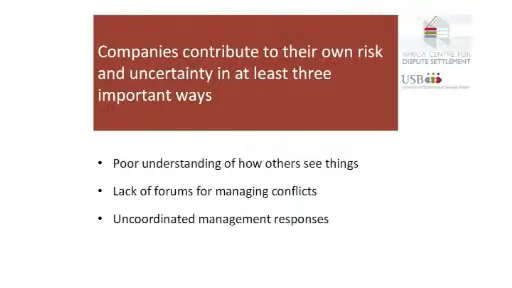 Companies contribute to their own risk
and uncertainty in at least three
important ways
AFRICA CENTRE FOR
DISPUTE SETTLEMENT
USB
• Poor understanding of how others see things
• Lack of forums for managing conflicts
• Uncoordinated management responses